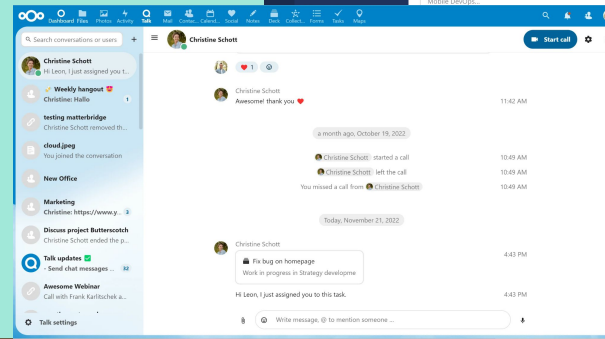 Mobile DevOps...
Dashboard Files Photos Activity Talk Mail Contac... Calend... Social Notes Deck Collect... Forms Tasks Maps
Search conversations or users
Christine Schott
Start call
Christine Schott
Hi Leon, I just assigned you t...
Weekly hangout
Christine: Hallo 1
testing matterbridge
Christine Schott removed th...
cloud.jpeg
You joined the conversation
New Office
Marketing
Christine: https://www.y... 3
Discuss project Butterscotch
Christine Schott ended the p...
Talk updates
- Send chat messages ... 32
Awesome Webinar
Call with Frank Karlitschek a...
Talk settings
1
Christine Schott
Awesome! thank you
11:42 AM
a month ago, October 19, 2022
Christine Schott started a call 10:49 AM
Christine Schott left the call 10:49 AM
You missed a call from Christine Schott 10:49 AM
Today, November 21, 2022
Christine Schott
Fix bug on homepage
Work in progress in Strategy developme
4:43 PM
Hi Leon, I just assigned you to this task. 4:43 PM
Write message, @ to mention someone ...